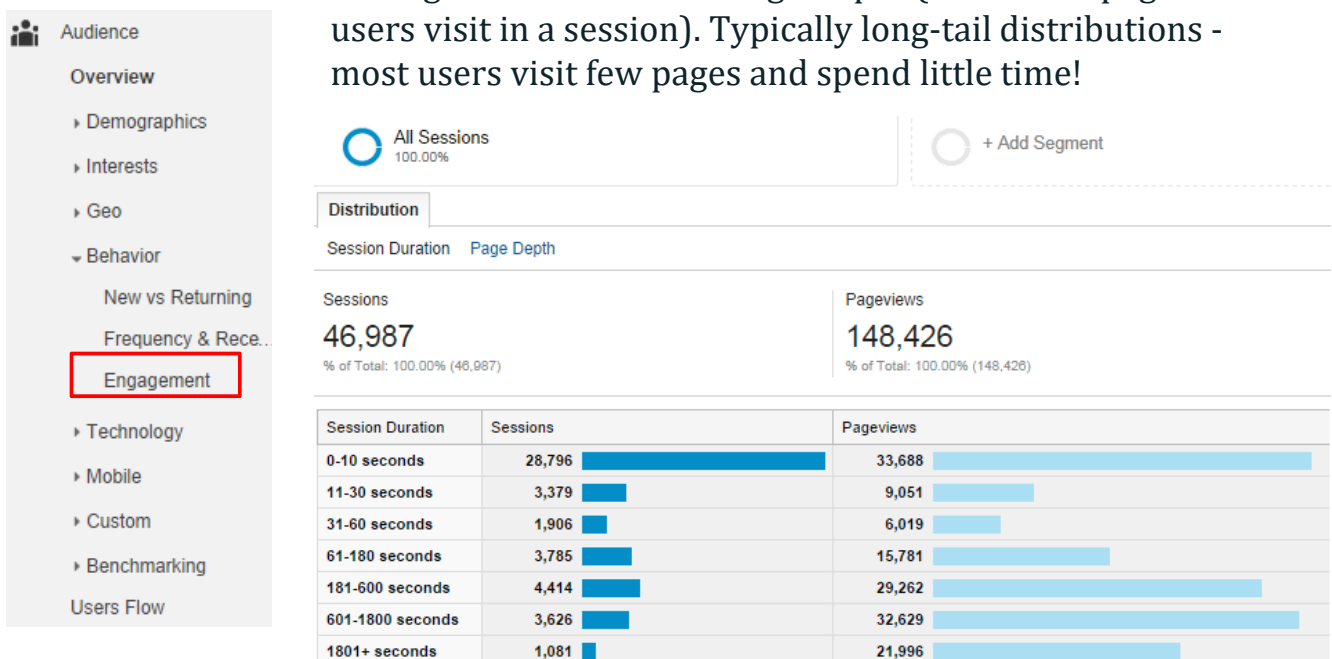 users visit in a session). Typically long-tail distributions -
most users visit few pages and spend little time!
Audience
Overview
Demographics
Interests
Geo
Behavior
New vs Returning
Frequency & Rece...
Engagement
Technology
Mobile
Custom
Benchmarking
Users Flow
All Sessions
100.00%
+ Add Segment
Distribution
Session Duration Page Depth
Sessions Pageviews
46,987 148,426
% of Total: 100.00% (46,987) % of Total: 100.00% (148,426)
Session Duration Sessions Pageviews
0-10 seconds 28,796 33,688
11-30 seconds 3,379 9,051
31-60 seconds 1,906 6,019
61-180 seconds 3,785 15,781
181-600 seconds 4,414 29,262
601-1800 seconds 3,626 32,629
1801+ seconds 1,081 21,996